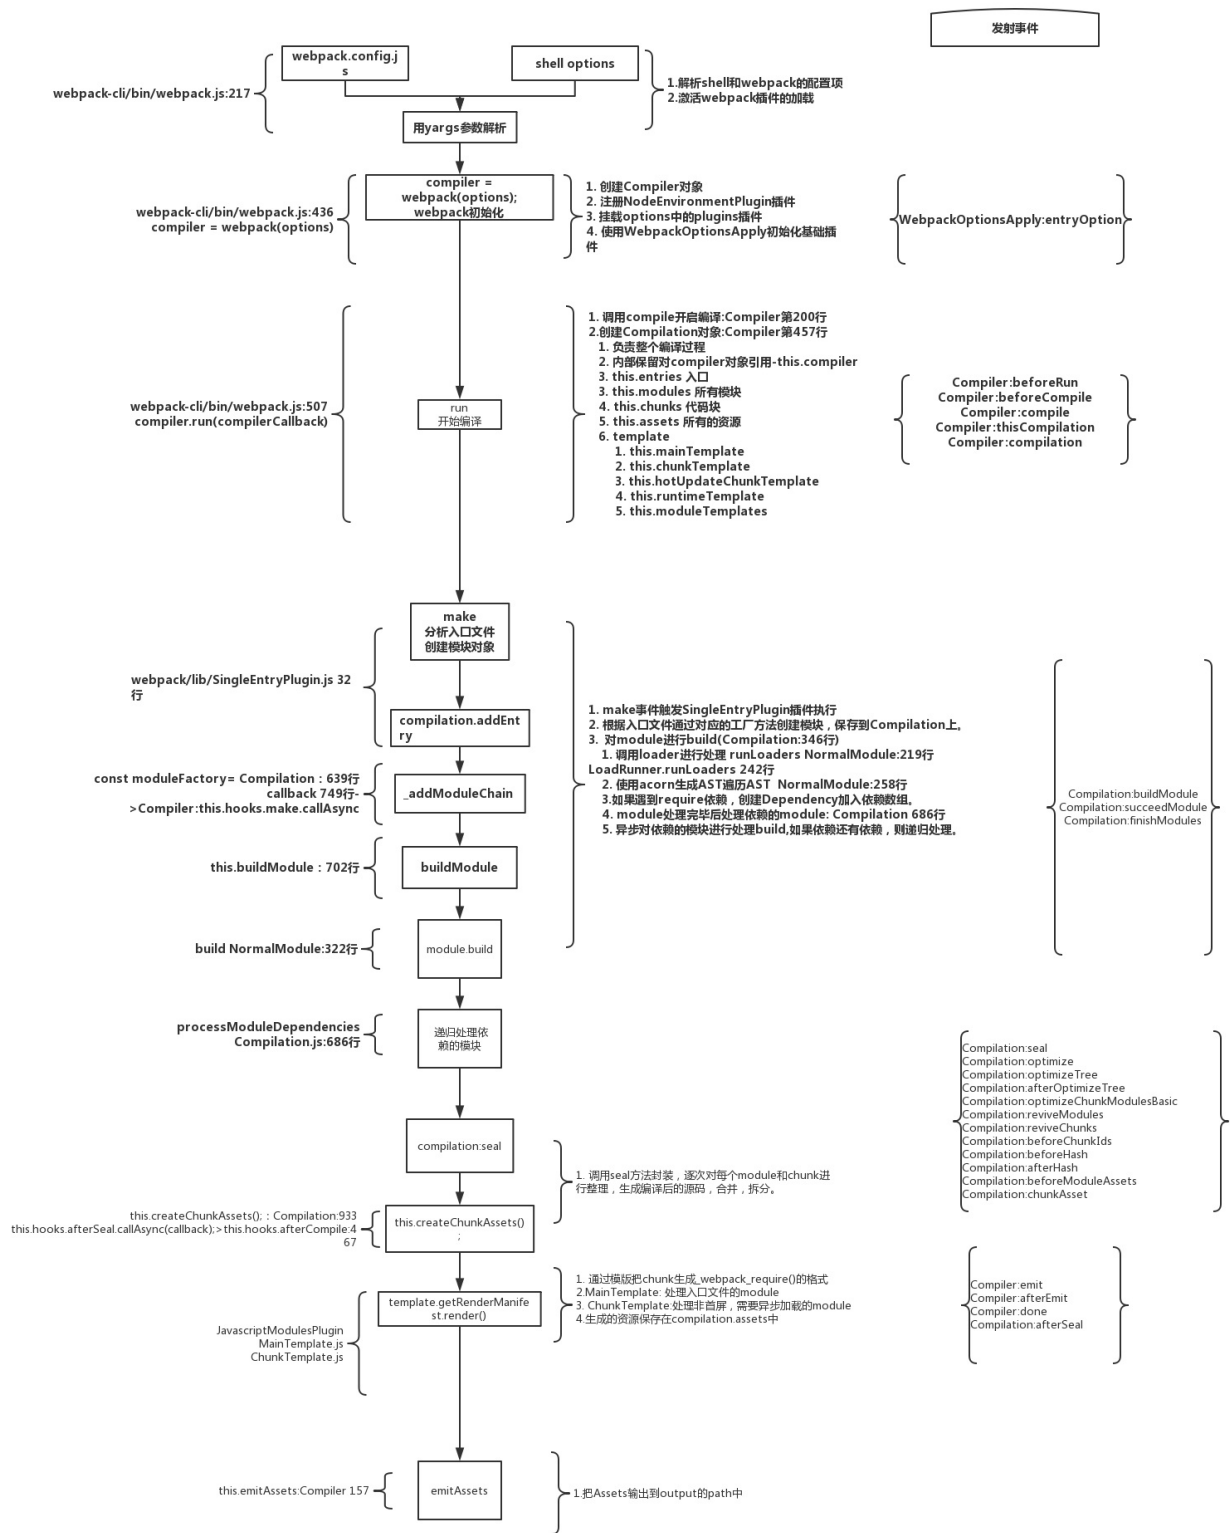 发射事件
webpack.config.j
s
shell options
webpack-cli/bin/webpack.js:217
1.解析shell和webpack的配置项
2.激活webpack插件的加载
用yargs参数解析
compiler =
webpack(options);
webpack初始化
webpack-cli/bin/webpack.js:436
compiler = webpack(options)
1. 创建Compiler对象
2. 注册NodeEnvironmentPlugin插件
3. 挂载options中的plugins插件
4. 使用WebpackOptionsApply初始化基础插
件
WebpackOptionsApply:entryOption
webpack-cli/bin/webpack.js:507
compiler.run(compilerCallback)
run
开始编译
1. 调用compile开启编译:Compiler第200行
2.创建Compilation对象:Compiler第457行
1. 负责整个编译过程
2. 内部保留对compiler对象引用-this.compiler
3. this.entries 入口
3. this.modules 所有模块
4. this.chunks 代码块
5. this.assets 所有的资源
6. template
1. this.mainTemplate
2. this.chunkTemplate
3. this.hotUpdateChunkTemplate
4. this.runtimeTemplate
5. this.moduleTemplates
Compiler:beforeRun
Compiler:beforeCompile
Compiler:compile
Compiler:thisCompilation
Compiler:compilation
make
分析入口文件
创建模块对象
webpack/lib/SingleEntryPlugin.js 32
行
compilation.addEnt
ry
const moduleFactory= Compilation：639行
callback 749行-
>Compiler:this.hooks.make.callAsync
_addModuleChain
this.buildModule：702行
buildModule
build NormalModule:322行
module.build
1. make事件触发SingleEntryPlugin插件执行
2. 根据入口文件通过对应的工厂方法创建模块，保存到Compilation上。
3. 对module进行build(Compilation:346行)
1. 调用loader进行处理 runLoaders NormalModule:219行
LoadRunner.runLoaders 242行
2. 使用acorn生成AST遍历AST NormalModule:258行
3.如果遇到require依赖，创建Dependency加入依赖数组。
4. module处理完毕后处理依赖的module: Compilation 686行
5. 异步对依赖的模块进行处理build,如果依赖还有依赖，则递归处理。
Compilation:buildModule
Compilation:succeedModule
Compilation:finishModules
processModuleDependencies
Compilation.js:686行
递归处理依
赖的模块
compilation:seal
1. 调用seal方法封装，逐次对每个module和chunk进
行整理，生成编译后的源码，合并，拆分。
Compilation:seal
Compilation:optimize
Compilation:optimizeTree
Compilation:afterOptimizeTree
Compilation:optimizeChunkModulesBasic
Compilation:reviveModules
Compilation:reviveChunks
Compilation:beforeChunkIds
Compilation:beforeHash
Compilation:afterHash
Compilation:beforeModuleAssets
Compilation:chunkAsset
this.createChunkAssets();：Compilation:933
this.hooks.afterSeal.callAsync(callback);>this.hooks.afterCompile:4
67
this.createChunkAssets()
;
template.getRenderManife
st.render()
JavascriptModulesPlugin
MainTemplate.js
ChunkTemplate.js
1. 通过模版把chunk生成_webpack_require()的格式
2.MainTemplate: 处理入口文件的module
3. ChunkTemplate:处理非首屏，需要异步加载的module
4.生成的资源保存在compilation.assets中
Compiler:emit
Compiler:afterEmit
Compiler:done
Compilation:afterSeal
this.emitAssets:Compiler 157
emitAssets
1.把Assets输出到output的path中